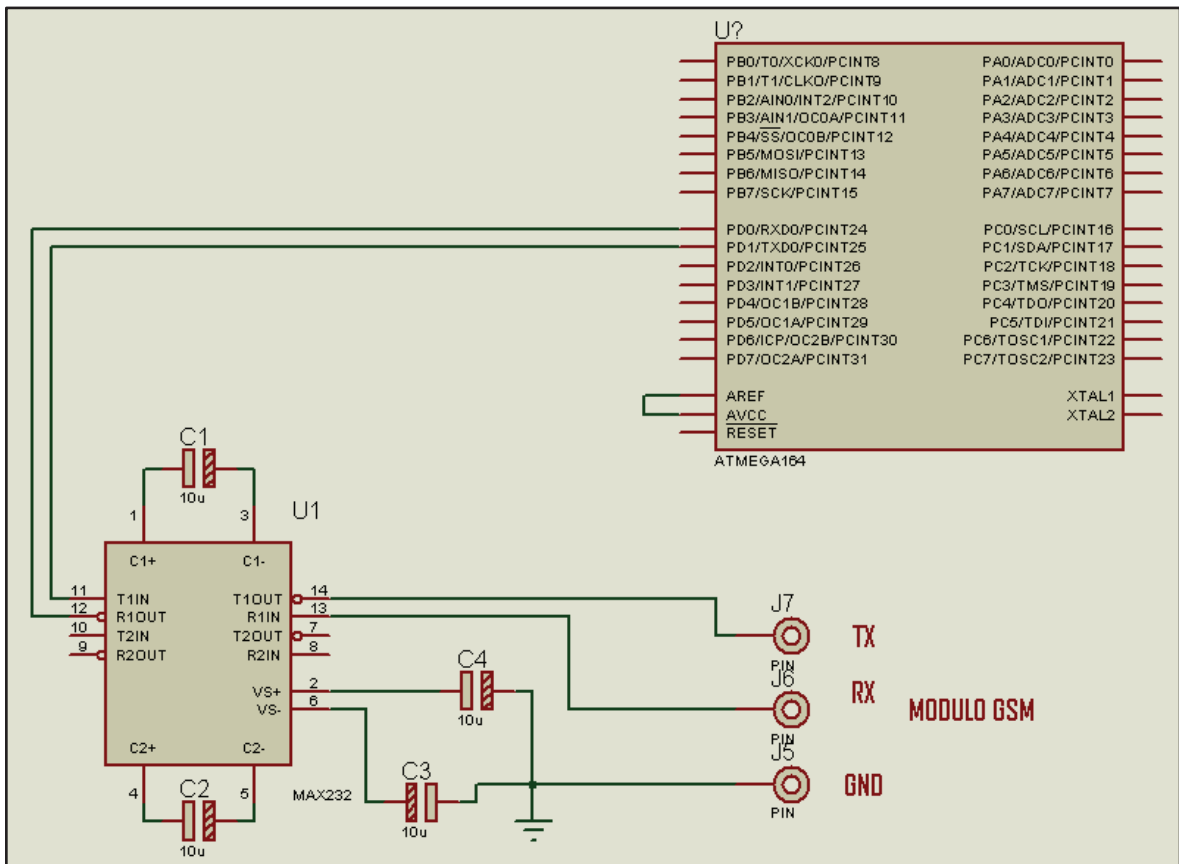 U?
PB0/T0/XCK0/PCINT8
PB1/T1/CLKO/PCINT9
PB2/AIN0/INT2/PCINT10
PB3/AIN1/OC0A/PCINT11
PB4/SS/OC0B/PCINT12
PB5/MOSI/PCINT13
PB6/MISO/PCINT14
PB7/SCK/PCINT15
PD0/RXD0/PCINT24
PD1/TXD0/PCINT25
PD2/INT0/PCINT26
PD3/INT1/PCINT27
PD4/OC1B/PCINT28
PD5/OC1A/PCINT29
PD6/ICP/OC2B/PCINT30
PD7/OC2A/PCINT31
AREF
AVCC
RESET
PA0/ADC0/PCINT0
PA1/ADC1/PCINT1
PA2/ADC2/PCINT2
PA3/ADC3/PCINT3
PA4/ADC4/PCINT4
PA5/ADC5/PCINT5
PA6/ADC6/PCINT6
PA7/ADC7/PCINT7
PC0/SCL/PCINT16
PC1/SDA/PCINT17
PC2/TCK/PCINT18
PC3/TMS/PCINT19
PC4/TDO/PCINT20
PC5/TDI/PCINT21
PC6/TOSC1/PCINT22
PC7/TOSC2/PCINT23
XTAL1
XTAL2
ATMEGA164
C1
10u
1
3
U1
C1+
C1-
11
T1IN
12
R1OUT
10
T2IN
9
R2OUT
T1OUT
14
R1IN
13
T2OUT
7
R2IN
8
VS+
2
VS-
6
C2+
C2-
4
5
MAX232
C2
10u
C4
10u
C3
10u
J7
TX
PIN
J6
RX
MODULO GSM
PIN
J5
GND
PIN